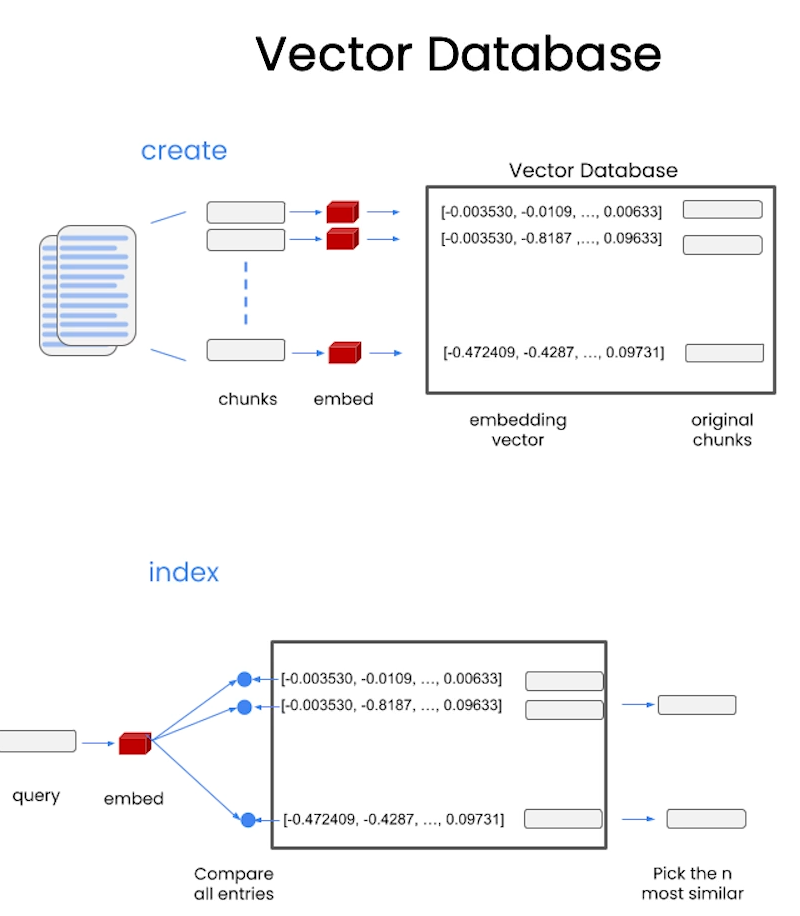 Vector Database
create
Vector Database
[-0.003530, -0.0109, ..., 0.00633]
[-0.003530, -0.8187 ,..., 0.09633]
[-0.472409, -0.4287, ..., 0.09731]
chunks
embed
embedding
vector
original
chunks
index
[-0.003530, -0.0109, ..., 0.00633]
[-0.003530, -0.8187, ..., 0.09633]
query
embed
[-0.472409, -0.4287, ..., 0.09731]
Compare
all entries
Pick the n
most similar